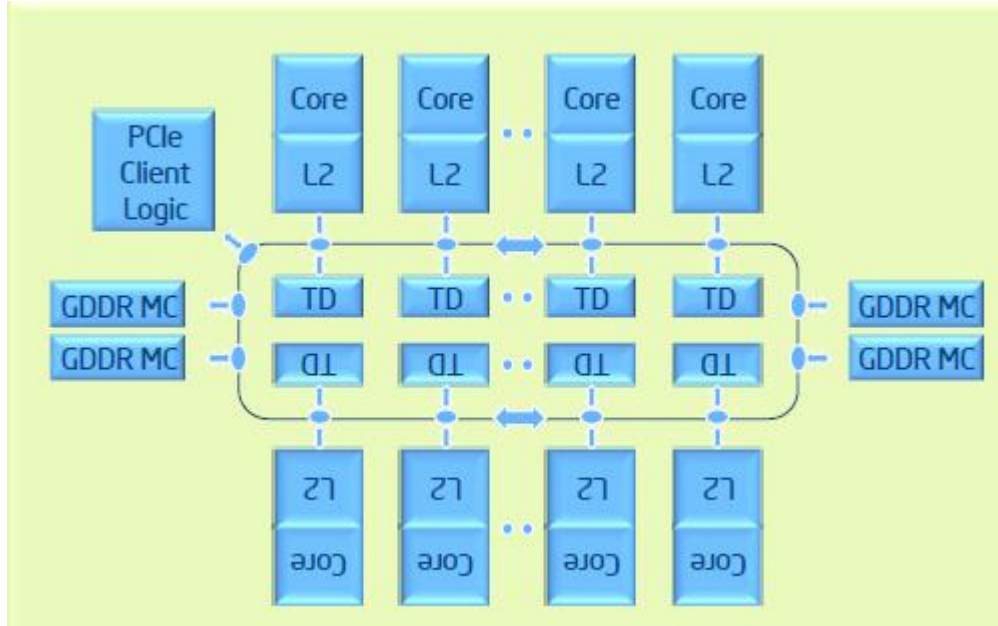 Core Core Core Core
PCIe
Client
Logic
L2 L2 L2 L2
GDDR MC TD TD TD TD GDDR MC
GDDR MC TD TD TD TD GDDR MC
L2 L2 L2 L2
Core Core Core Core